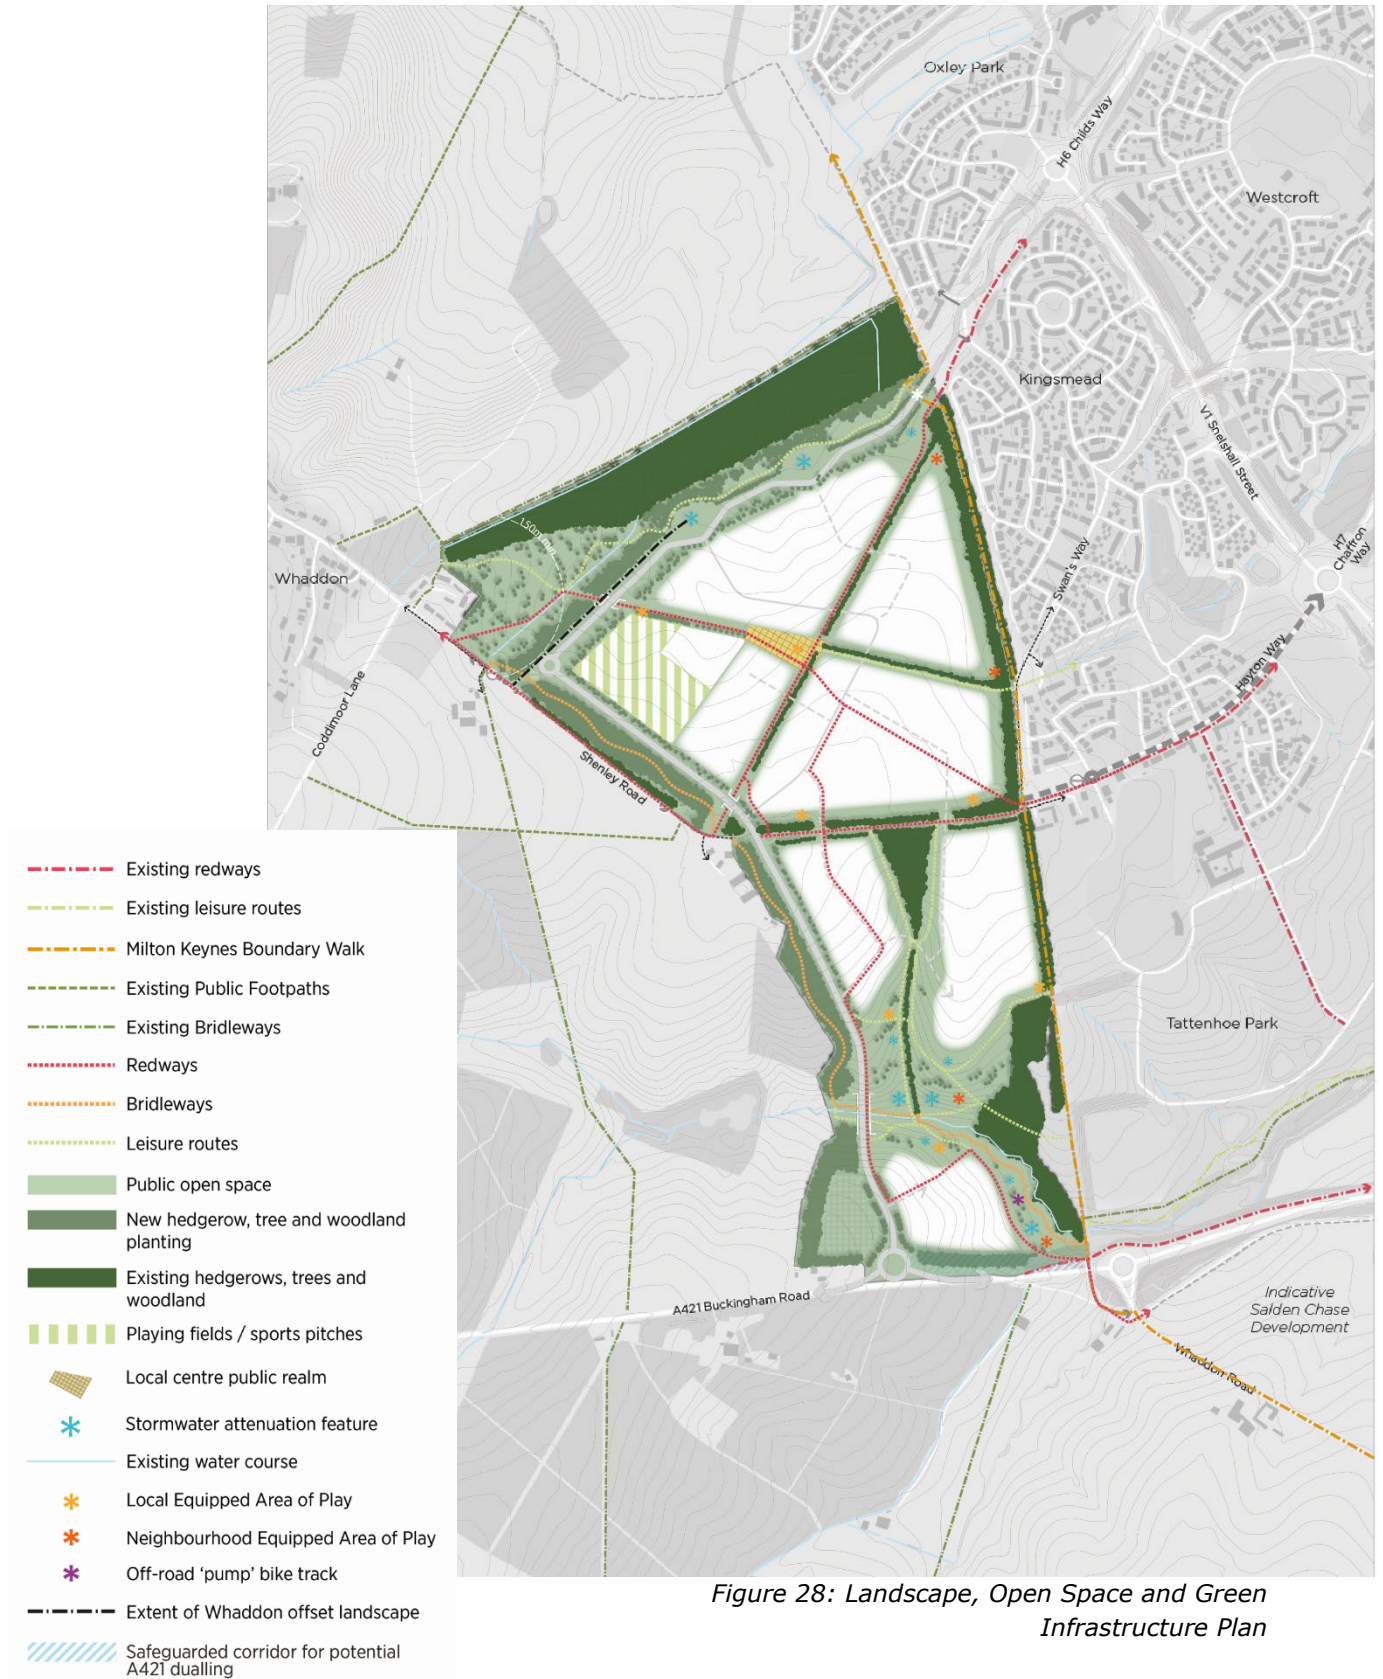 Oxley Park
H6 Childs Way
Westcroft
Kingsmead
V1 Snelshall Street
H7
Chaffron
Way
Swan's Way
Hayton Way
Whaddon
Coddimoor Lane
Shenley Road
Tattenhoe Park
A421 Buckingham Road
Indicative
Salden Chase
Development
Whaddon Road
Existing redways
Existing leisure routes
Milton Keynes Boundary Walk
Existing Public Footpaths
Existing Bridleways
Redways
Bridleways
Leisure routes
Public open space
New hedgerow, tree and woodland
planting
Existing hedgerows, trees and
woodland
Playing fields / sports pitches
Local centre public realm
Stormwater attenuation feature
Existing water course
Local Equipped Area of Play
Neighbourhood Equipped Area of Play
Off-road ‘pump’ bike track
Extent of Whaddon offset landscape
Safeguarded corridor for potential
A421 dualling
Figure 28: Landscape, Open Space and Green
Infrastructure Plan